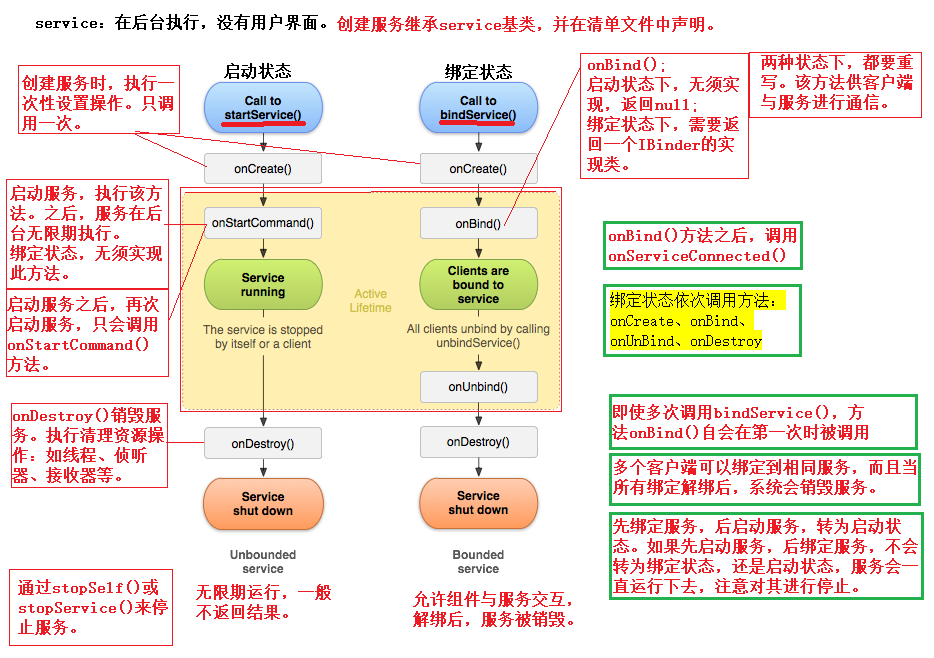 service: 在后台执行，没有用户界面。创建服务继承service基类，并在清单文件中声明。
创建服务时，执行一
次性设置操作。只调
用一次。
启动状态
Call to
startService()
onCreate()
onStartCommand()
Service
running
The service is stopped
by itself or a client
onDestroy()
Service
shut down
Unbounded
service
无限期运行，一般
不返回结果。
Active
Lifetime
绑定状态
Call to
bindService()
onCreate()
onBind()
Clients are
bound to
service
All clients unbind by calling
unbindService()
onUnbind()
onDestroy()
Service
shut down
Bounded
service
允许组件与服务交互，
解绑后，服务被销毁。
启动服务，执行该方
法。之后，服务在后
台无限期执行。
绑定状态，无须实现
此方法。
启动服务之后，再次
启动服务，只会调用
onStartCommand()
方法。
onDestroy()销毁服
务。执行清理资源操
作：如线程、侦听
器、接收器等。
通过stopSelf()或
stopService()来停
止服务。
onBind();
启动状态下，无须实
现，返回null;
绑定状态下，需要返
回一个IBinder的实
现类。
两种状态下，都要重
写。该方法供客户端
与服务进行通信。
onBind()方法之后，调用
onServiceConnected()
绑定状态依次调用方法：
onCreate、onBind、
onUnBind、onDestroy
即使多次调用bindService()，方
法onBind()自会在第一次时被调用
多个客户端可以绑定到相同服务，而且当
所有绑定解绑后，系统会销毁服务。
先绑定服务，后启动服务，转为启动状
态。如果先启动服务，后绑定服务，不会
转为绑定状态，还是启动状态，服务会一
直运行下去，注意对其进行停止。